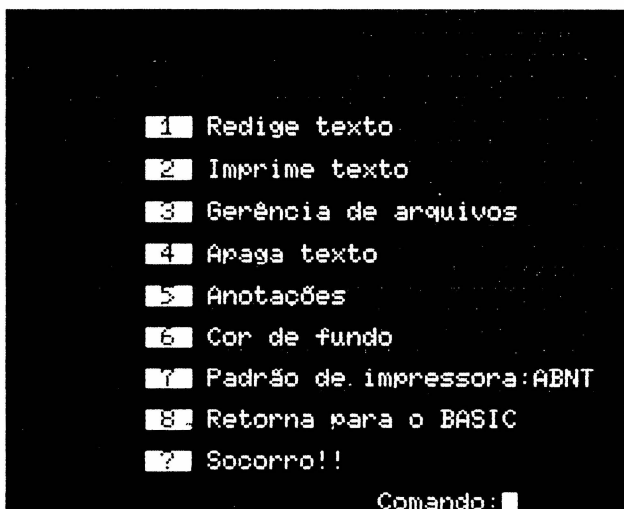 1 Redige texto
2 Imprime texto
3 Gerência de arquivos
4 Apaga texto
5 Anotações
6 Cor de fundo
7 Padrão de impressora:ABNT
8 Retorna para o BASIC
? Socorro!!
Comando: